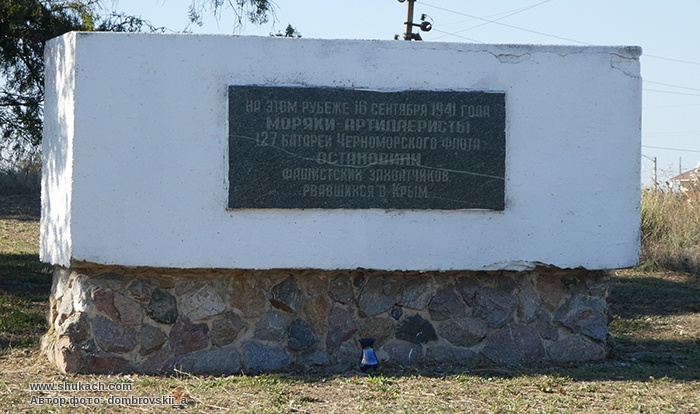 НА ЭТОМ РУБЕЖЕ 16 СЕНТЯБРЯ 1941 ГОДА
МОРЯКИ-АРТИЛЛЕРИСТЫ
127 БАТАРЕИ ЧЕРНОМОРСКОГО ФЛОТА
ОСТАНОВИЛИ
ФАШИСТСКИХ ЗАХВАТЧИКОВ
РВАВШИХСЯ В КРЫМ
www.shukach.com
Автор фото: dombrovskii_a